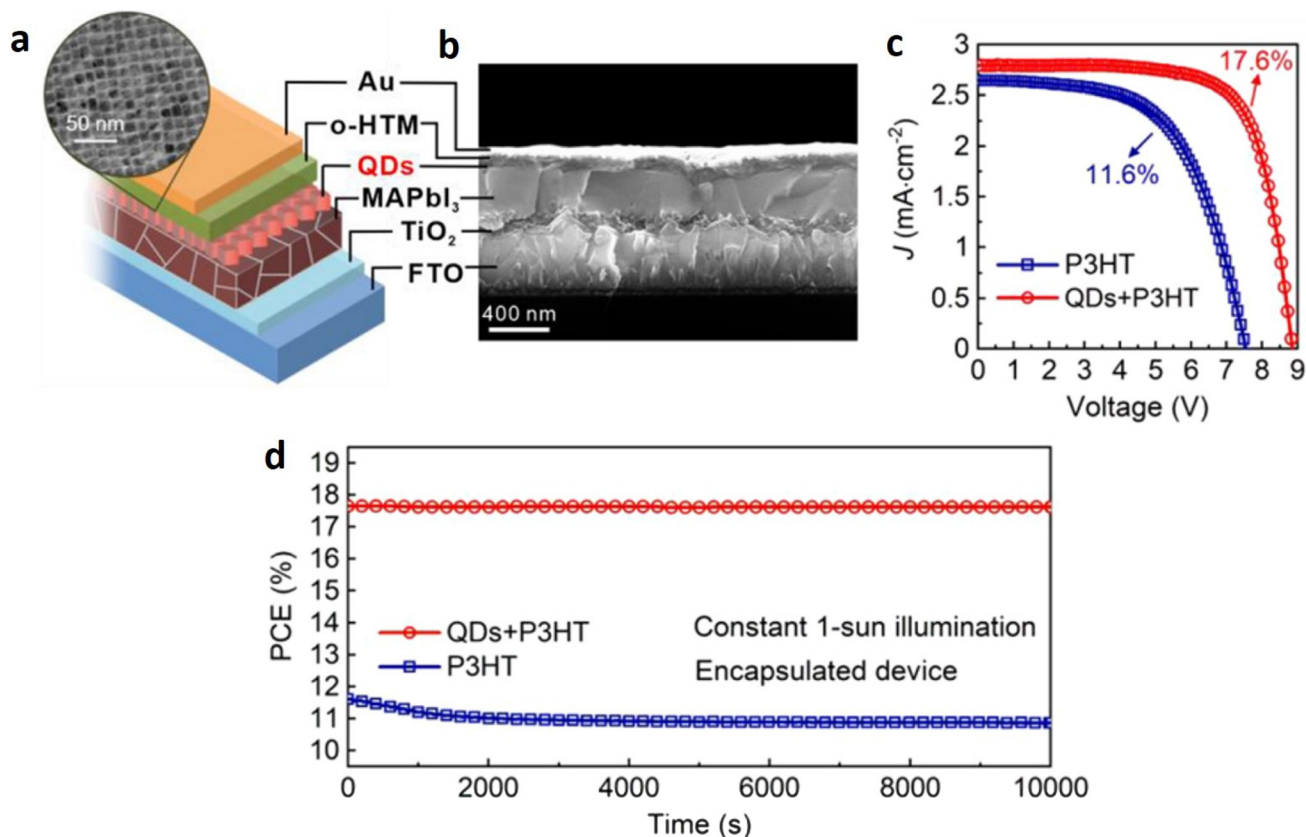 a
50 nm
Au
o-HTM
QDs
MAPbI₃
TiO₂
FTO
b
400 nm
c
3
2.5
2
1.5
1
0.5
0
J (mA·cm⁻²)
17.6%
11.6%
P3HT
QDs+P3HT
0 1 2 3 4 5 6 7 8 9
Voltage (V)
d
19
18
17
16
15
14
13
12
11
10
PCE (%)
QDs+P3HT
P3HT
Constant 1-sun illumination
Encapsulated device
0 2000 4000 6000 8000 10000
Time (s)